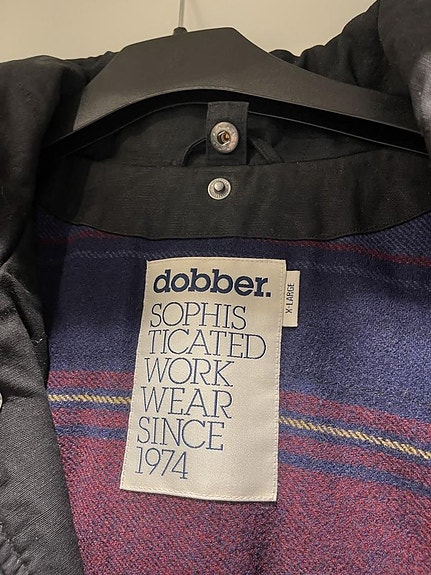 dobber.
SOPHIS
TICATED
WORK
WEAR
SINCE
1974
X-LARGE